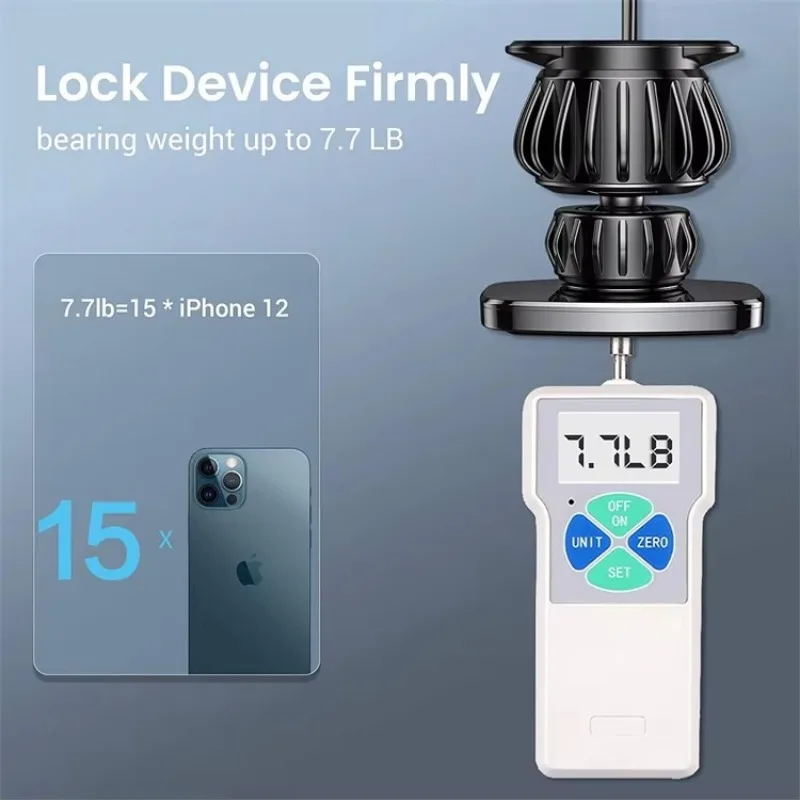 Lock Device Firmly
bearing weight up to 7.7 LB
7.7lb=15 * iPhone 12
15 x
7.7LB
OFF
ON
UNIT
ZERO
SET